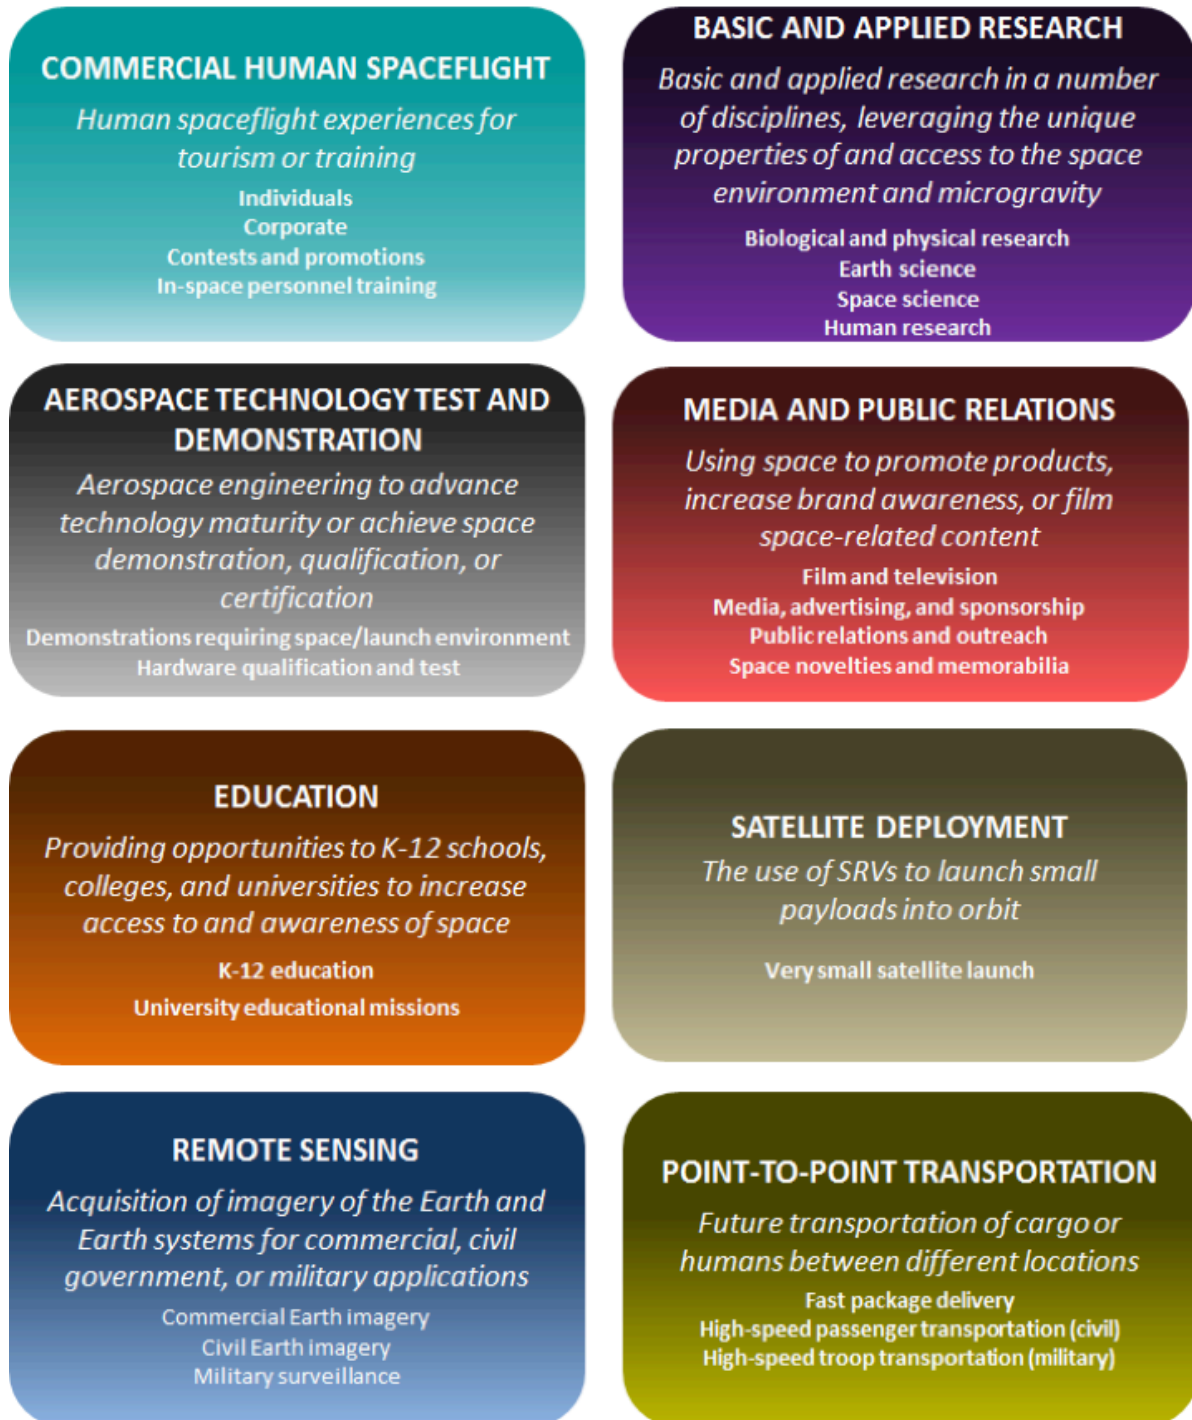 COMMERCIAL HUMAN SPACEFLIGHT
Human spaceflight experiences for
tourism or training
Individuals
Corporate
Contests and promotions
In-space personnel training
BASIC AND APPLIED RESEARCH
Basic and applied research in a number
of disciplines, leveraging the unique
properties of and access to the space
environment and microgravity
Biological and physical research
Earth science
Space science
Human research
AEROSPACE TECHNOLOGY TEST AND
DEMONSTRATION
Aerospace engineering to advance
technology maturity or achieve space
demonstration, qualification, or
certification
Demonstrations requiring space/launch environment
Hardware qualification and test
MEDIA AND PUBLIC RELATIONS
Using space to promote products,
increase brand awareness, or film
space-related content
Film and television
Media, advertising, and sponsorship
Public relations and outreach
Space novelties and memorabilia
EDUCATION
Providing opportunities to K-12 schools,
colleges, and universities to increase
access to and awareness of space
K-12 education
University educational missions
SATELLITE DEPLOYMENT
The use of SRVs to launch small
payloads into orbit
Very small satellite launch
REMOTE SENSING
Acquisition of imagery of the Earth and
Earth systems for commercial, civil
government, or military applications
Commercial Earth imagery
Civil Earth imagery
Military surveillance
POINT-TO-POINT TRANSPORTATION
Future transportation of cargo or
humans between different locations
Fast package delivery
High-speed passenger transportation (civil)
High-speed troop transportation (military)